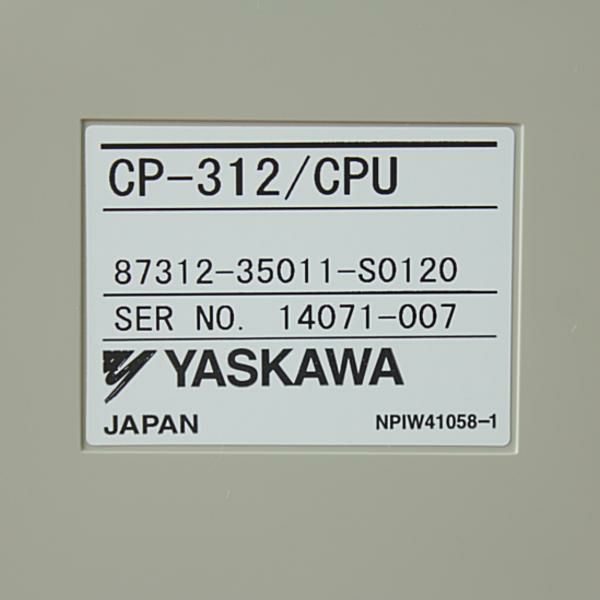 CP-312/CPU
87312-35011-S0120
SER NO. 14071-007
YASKAWA
JAPAN NPIW41058-1